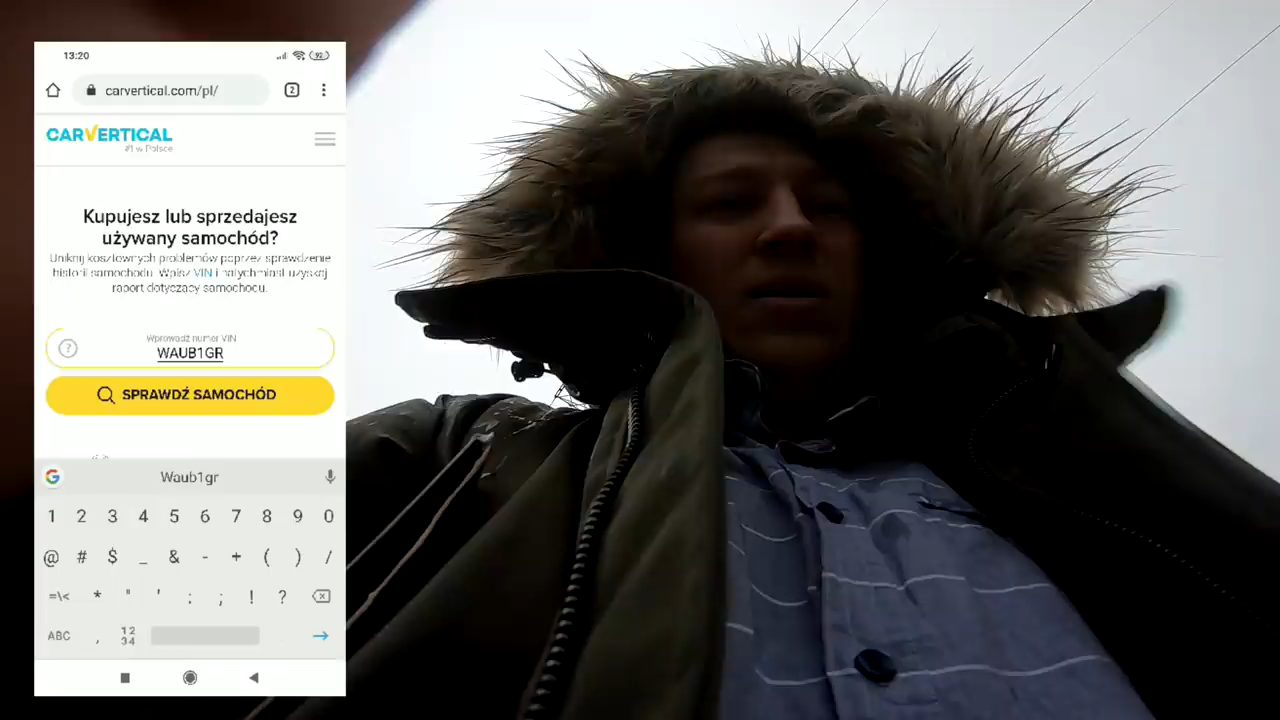 13:20
92
carvertical.com/pl/
2
CARVERTICAL
#1 w Polsce
Kupujesz lub sprzedajesz
używany samochód?
Uniknij kosztownych problemów poprzez sprawdzenie
historii samochodu. Wpisz VIN i natychmiast uzyskaj
raport dotyczący samochodu.
Wprowadź numer VIN
?
WAUB1GR
SPRAWDŹ SAMOCHÓD
G Waub1gr
1 2 3 4 5 6 7 8 9 0
@ # $ _ & - + ( ) /
=\< * " ' : ; ! ?
ABC , 12
34